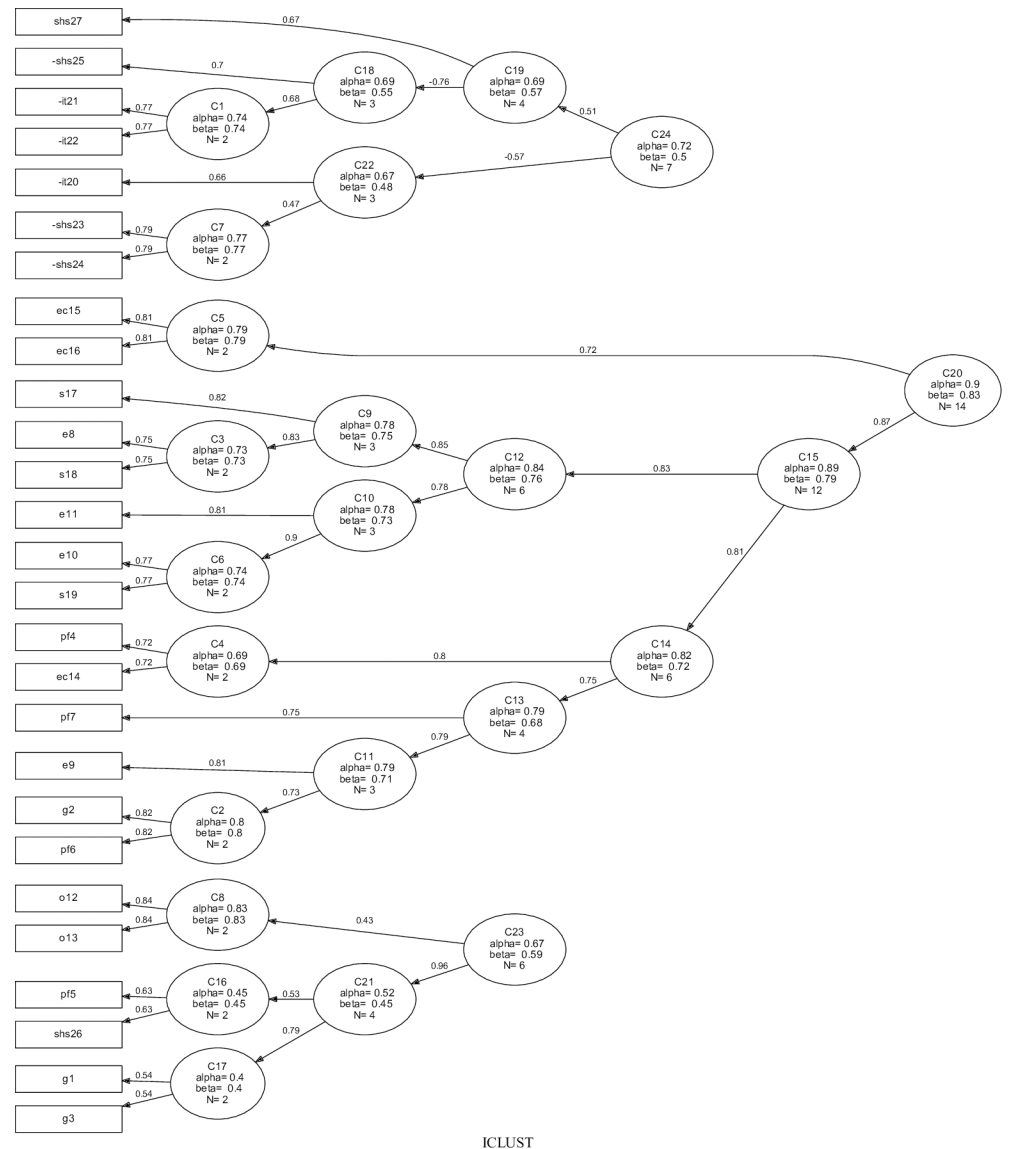 shs27
-shs25
-it21
-it22
-it20
-shs23
-shs24
ec15
ec16
s17
e8
s18
e11
e10
s19
pf4
ec14
pf7
e9
g2
pf6
o12
o13
pf5
shs26
g1
g3
0.67
0.7
0.77
0.77
C1
alpha= 0.74
beta= 0.74
N= 2
0.68
C18
alpha= 0.69
beta= 0.55
N= 3
-0.76
C19
alpha= 0.69
beta= 0.57
N= 4
0.51
C24
alpha= 0.72
beta= 0.5
N= 7
-0.57
C22
alpha= 0.67
beta= 0.48
N= 3
0.66
0.47
C7
alpha= 0.77
beta= 0.77
N= 2
0.79
0.79
0.81
0.81
C5
alpha= 0.79
beta= 0.79
N= 2
0.72
C20
alpha= 0.9
beta= 0.83
N= 14
0.87
C15
alpha= 0.89
beta= 0.79
N= 12
0.83
C12
alpha= 0.84
beta= 0.76
N= 6
0.85
C9
alpha= 0.78
beta= 0.75
N= 3
0.82
0.83
C3
alpha= 0.73
beta= 0.73
N= 2
0.75
0.75
0.78
C10
alpha= 0.78
beta= 0.73
N= 3
0.81
0.9
C6
alpha= 0.74
beta= 0.74
N= 2
0.77
0.77
0.81
C14
alpha= 0.82
beta= 0.72
N= 6
0.8
C4
alpha= 0.69
beta= 0.69
N= 2
0.72
0.72
0.75
C13
alpha= 0.79
beta= 0.68
N= 4
0.75
0.79
C11
alpha= 0.79
beta= 0.71
N= 3
0.81
0.73
C2
alpha= 0.8
beta= 0.8
N= 2
0.82
0.82
0.84
0.84
C8
alpha= 0.83
beta= 0.83
N= 2
0.43
C23
alpha= 0.67
beta= 0.59
N= 6
0.96
C21
alpha= 0.52
beta= 0.45
N= 4
0.53
C16
alpha= 0.45
beta= 0.45
N= 2
0.63
0.63
0.79
C17
alpha= 0.4
beta= 0.4
N= 2
0.54
0.54
ICLUST